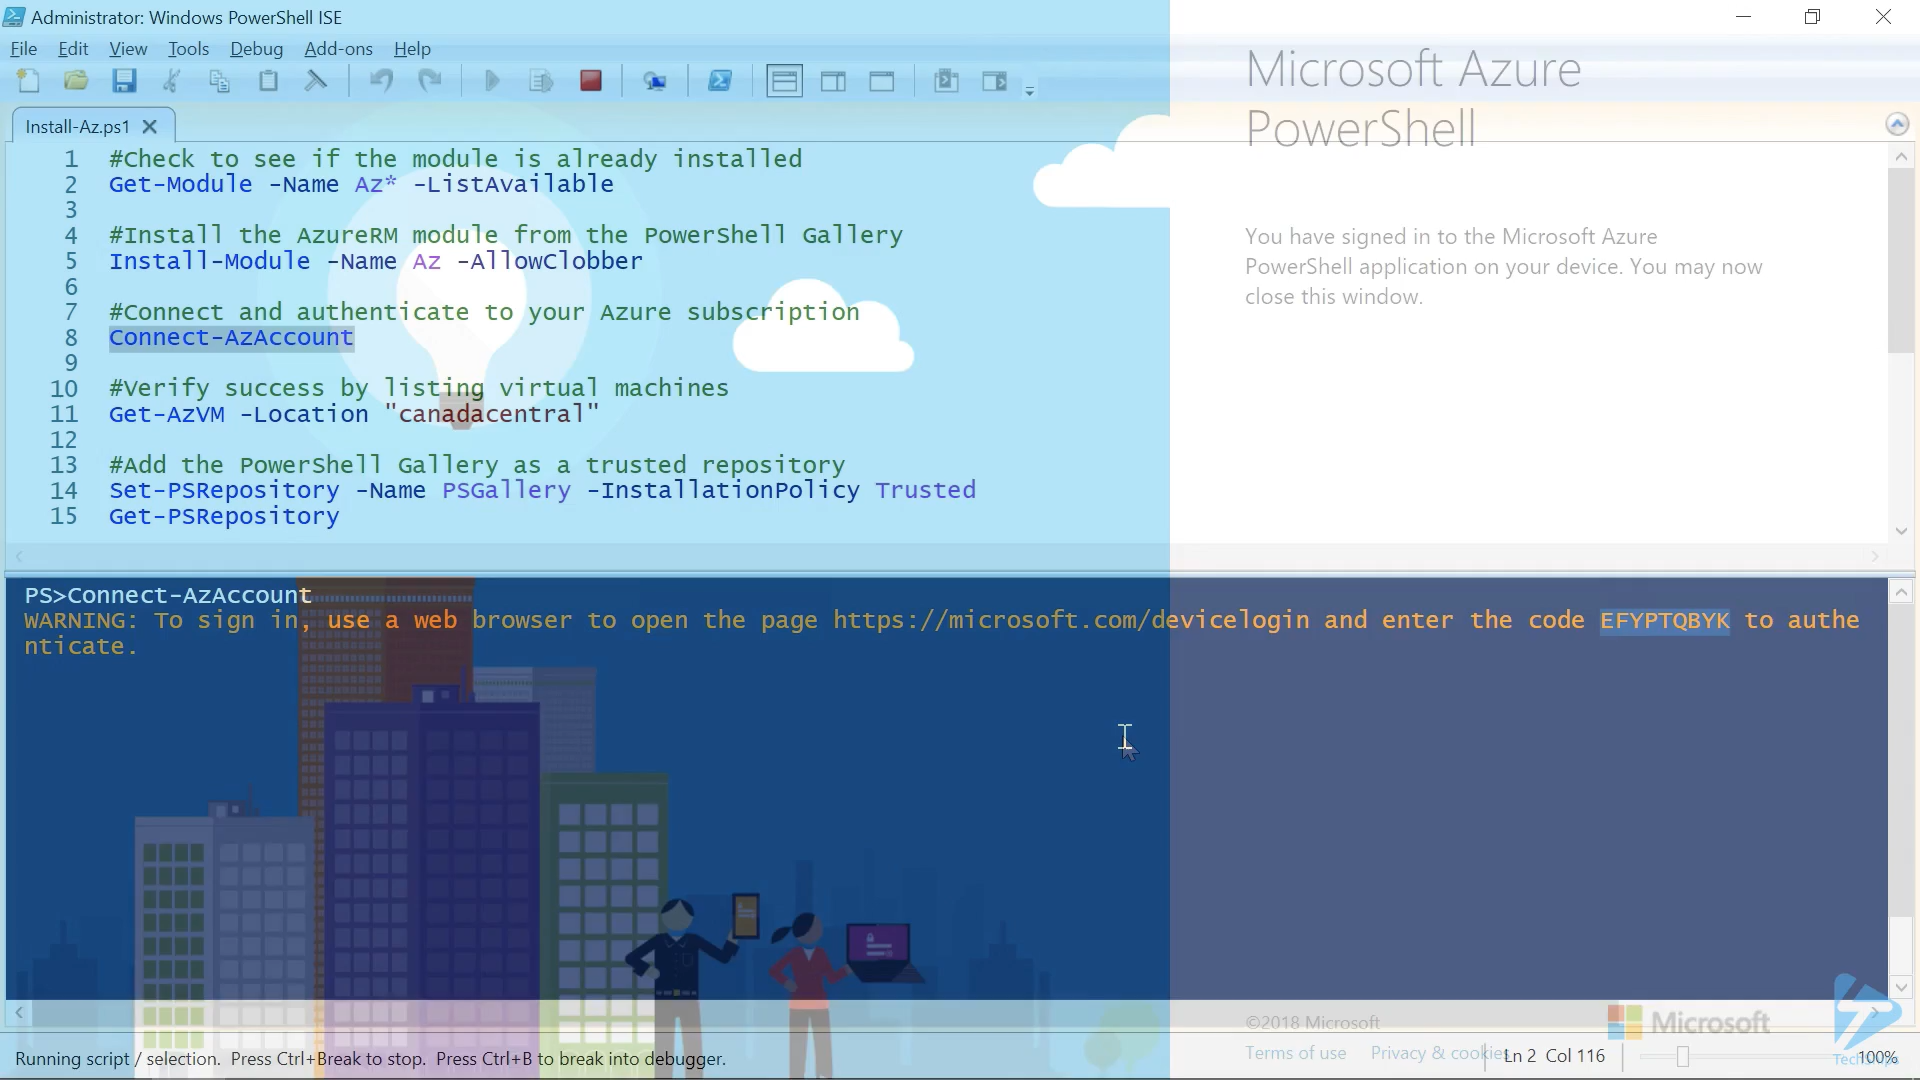 Administrator: Windows PowerShell ISE
File Edit View Tools Debug Add-ons Help
Microsoft Azure
PowerShell
Install-Az.ps1
1 #Check to see if the module is already installed
2 Get-Module -Name Az* -ListAvailable
3
4 #Install the AzureRM module from the PowerShell Gallery
5 Install-Module -Name Az -AllowClobber
6
7 #Connect and authenticate to your Azure subscription
8 Connect-AzAccount
9
10 #Verify success by listing virtual machines
11 Get-AzVM -Location "canadacentral"
12
13 #Add the PowerShell Gallery as a trusted repository
14 Set-PSRepository -Name PSGallery -InstallationPolicy Trusted
15 Get-PSRepository
You have signed in to the Microsoft Azure
PowerShell application on your device. You may now
close this window.
PS>Connect-AzAccount
WARNING: To sign in, use a web browser to open the page https://microsoft.com/devicelogin and enter the code EFYPTQBYK to authe
nticate.
©2018 Microsoft
Microsoft
Terms of use Privacy & cookies
Running script / selection. Press Ctrl+Break to stop. Press Ctrl+B to break into debugger.
Ln 2 Col 116
100%